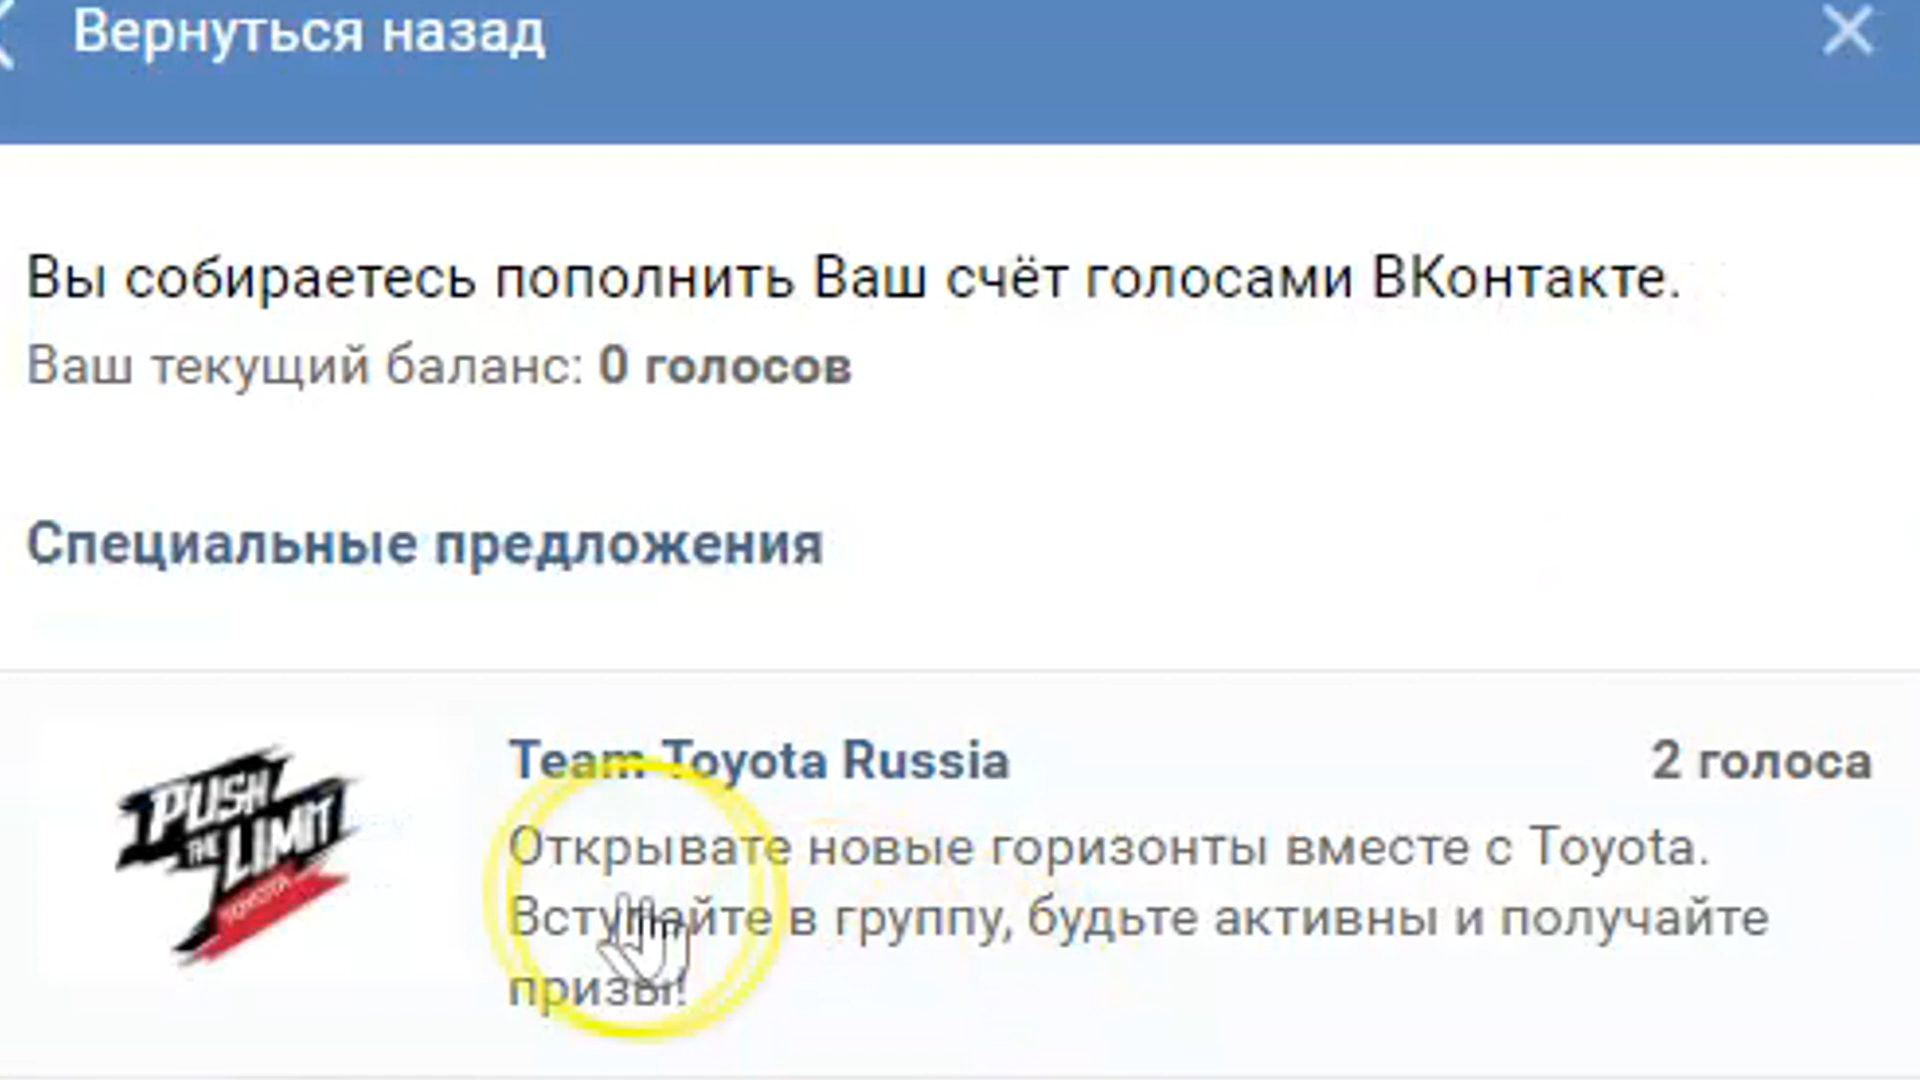 Вернуться назад
Вы собираетесь пополнить Ваш счёт голосами ВКонтакте.
Ваш текущий баланс: 0 голосов
Специальные предложения
Team Toyota Russia
2 голоса
Открывате новые горизонты вместе с Toyota.
Вступайте в группу, будьте активны и получайте
призы!
PUSH
THE LIMIT
TOYOTA